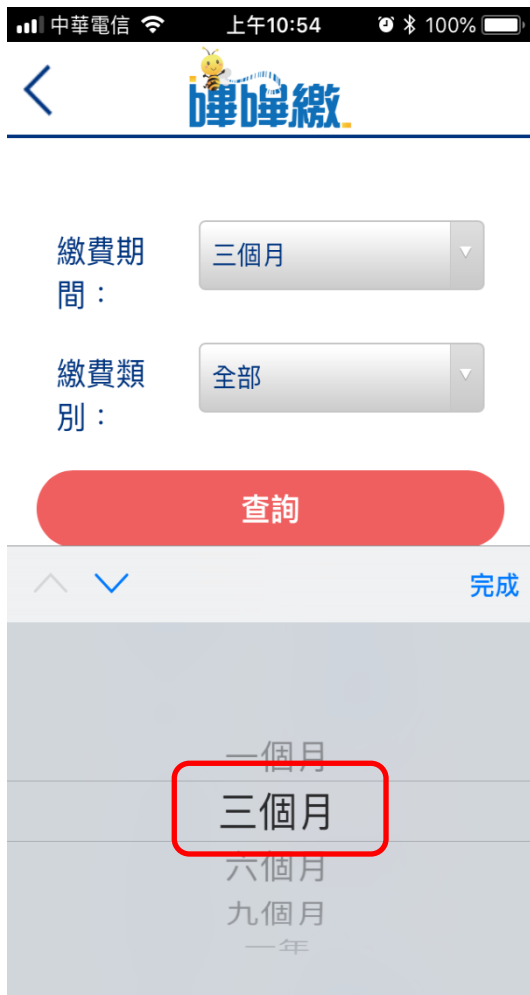 中華電信 上午10:54 100%
嗶嗶繳
繳費期間：
三個月
繳費類別：
全部
查詢
完成
一個月
三個月
六個月
九個月
一年